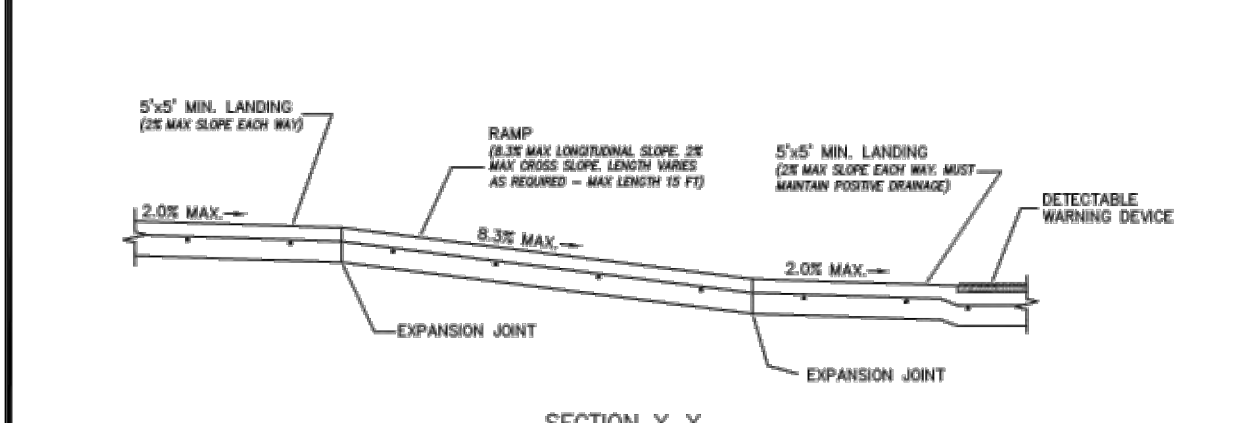 5'x5' MIN. LANDING
(2% MAX SLOPE EACH WAY)
RAMP
(8.3% MAX LONGITUDINAL SLOPE, 2%
MAX CROSS SLOPE, LENGTH VARIES
AS REQUIRED – MAX LENGTH 15 FT)
5'x5' MIN. LANDING
(2% MAX SLOPE EACH WAY. MUST
MAINTAIN POSITIVE DRAINAGE)
DETECTABLE
WARNING DEVICE
2.0% MAX.
8.3% MAX.
2.0% MAX.
EXPANSION JOINT
EXPANSION JOINT
SECTION